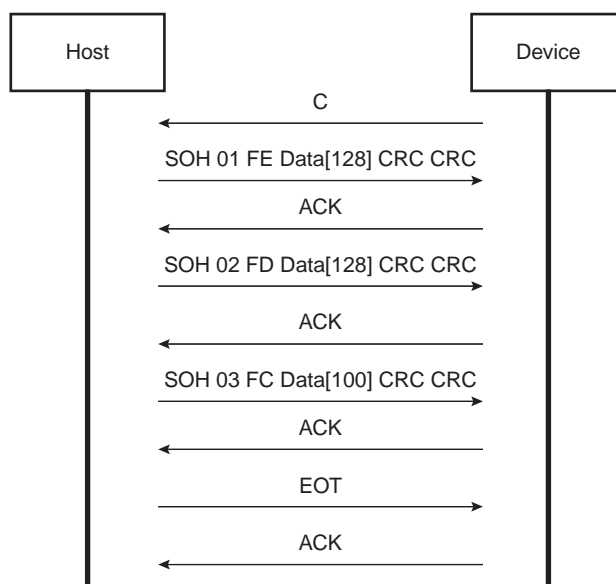 Host
Device
C
SOH 01 FE Data[128] CRC CRC
ACK
SOH 02 FD Data[128] CRC CRC
ACK
SOH 03 FC Data[100] CRC CRC
ACK
EOT
ACK